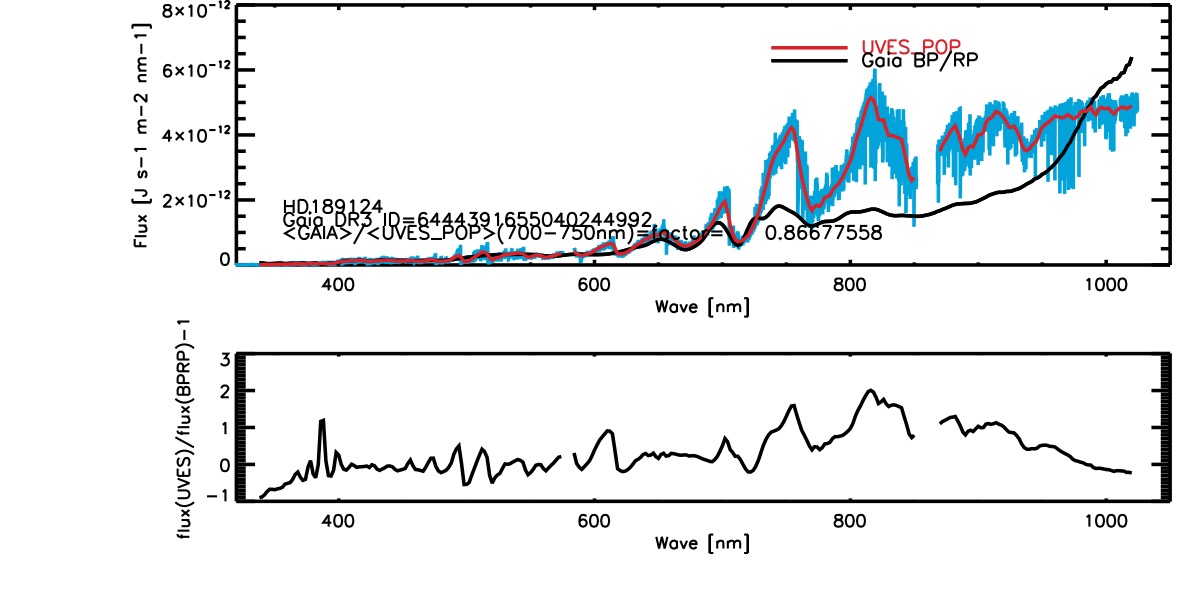 8×10−12
6×10−12
4×10−12
2×10−12
0
Flux [J s−1 m−2 nm−1]
UVES_POP
Gaia BP/RP
HD189124
Gaia DR3 ID=6444391655040244992
<GAIA>/<UVES_POP>(700−750nm)=factor= 0.86677558
400 600 800 1000
Wave [nm]
3
2
1
0
−1
flux(UVES)/flux(BPRP)−1
400 600 800 1000
Wave [nm]